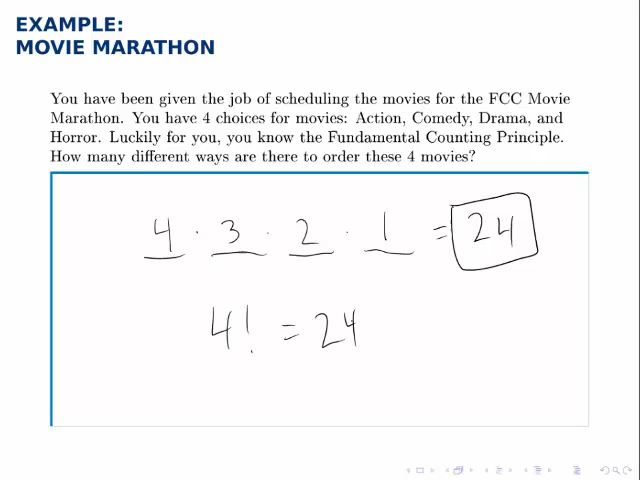 EXAMPLE:
MOVIE MARATHON
You have been given the job of scheduling the movies for the FCC Movie
Marathon. You have 4 choices for movies: Action, Comedy, Drama, and
Horror. Luckily for you, you know the Fundamental Counting Principle.
How many different ways are there to order these 4 movies?
4 · 3 · 2 · 1 = 24
4! = 24